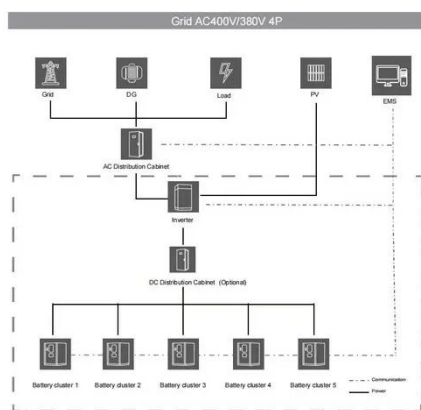 Grid AC400V/380V 4P
Grid
DG
Load
PV
EMS
AC Distribution Cabinet
Inverter
DC Distribution Cabinet (Optional)
Battery cluster 1
Battery cluster 2
Battery cluster 3
Battery cluster 4
Battery cluster 5
Communication
Power